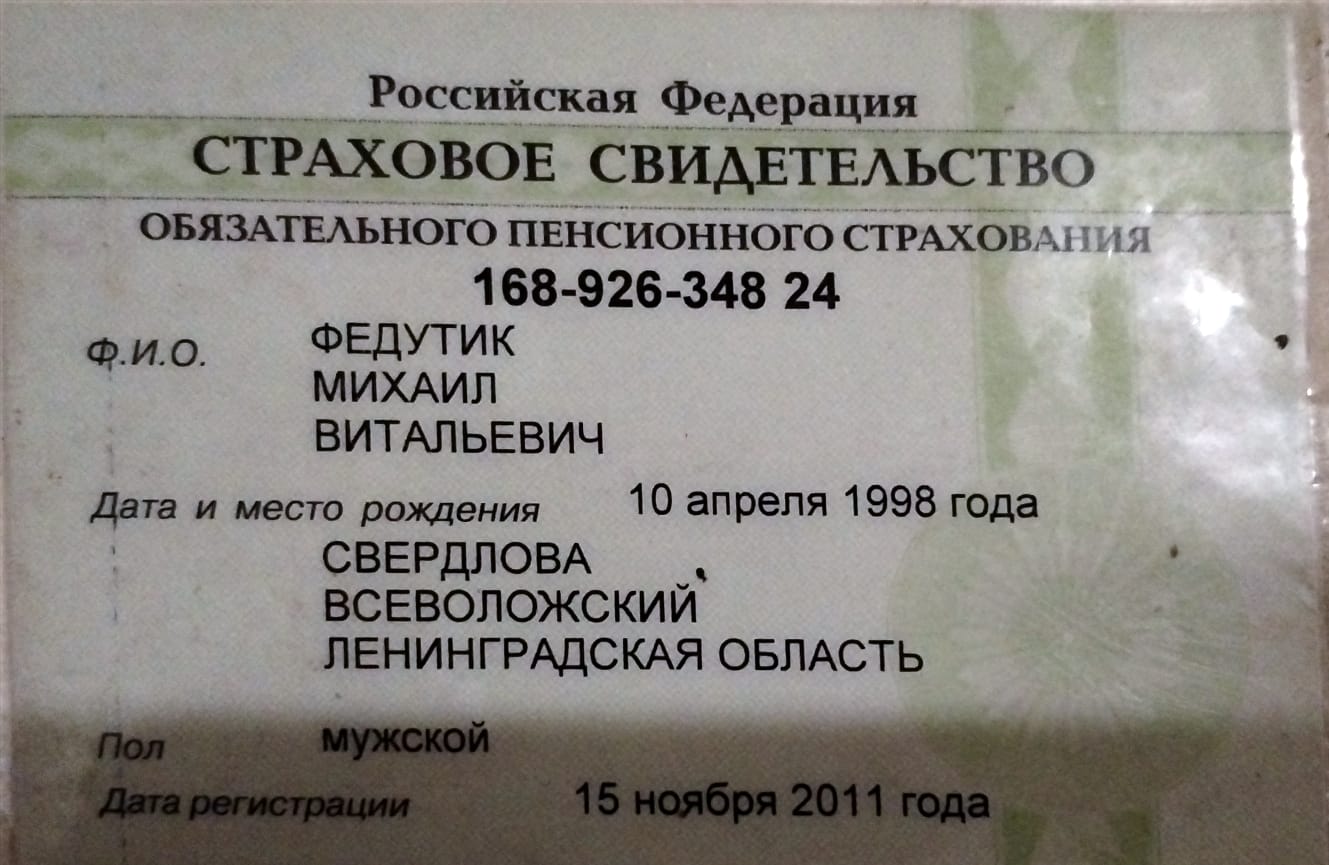 Российская Федерация
СТРАХОВОЕ СВИДЕТЕЛЬСТВО
ОБЯЗАТЕЛЬНОГО ПЕНСИОННОГО СТРАХОВАНИЯ
168-926-348 24
Ф.И.О. ФЕДУТИК
МИХАИЛ
ВИТАЛЬЕВИЧ
Дата и место рождения 10 апреля 1998 года
СВЕРДЛОВА
ВСЕВОЛОЖСКИЙ
ЛЕНИНГРАДСКАЯ ОБЛАСТЬ
Пол мужской
Дата регистрации 15 ноября 2011 года